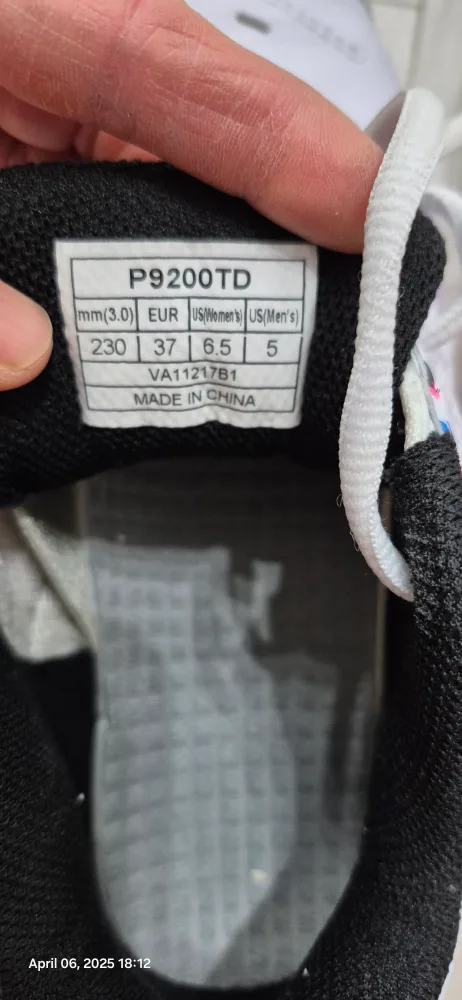 P9200TD
mm(3.0) EUR US(Women's) US(Men's)
230 37 6.5 5
VA11217B1
MADE IN CHINA
April 06, 2025 18:12